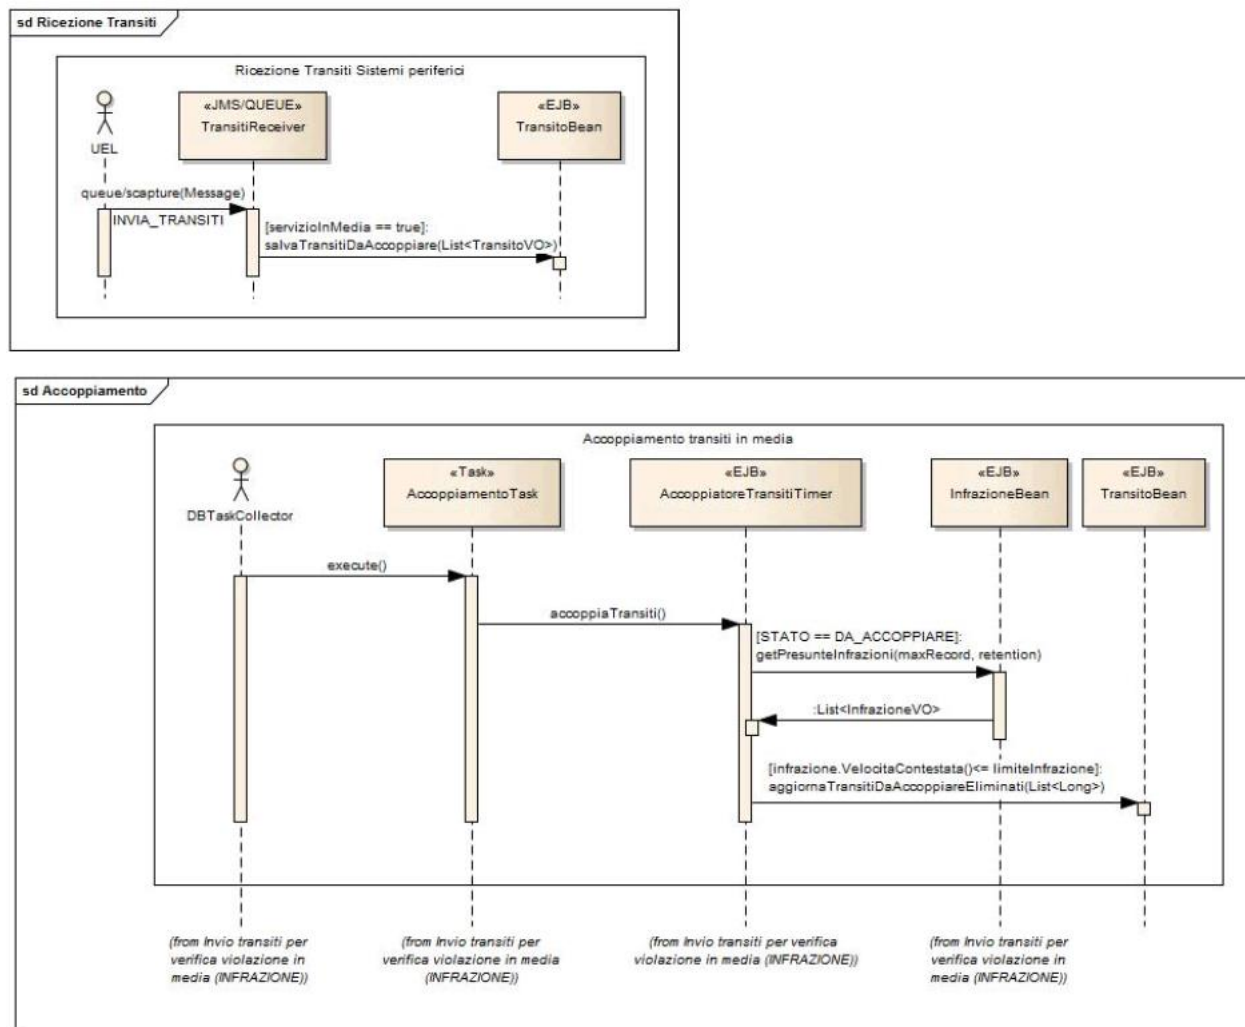 sd Ricezione Transiti
Ricezione Transiti Sistemi periferici
UEL
«JMS/QUEUE»
TransitiReceiver
«EJB»
TransitoBean
queue/scapture(Message)
INVIA_TRANSITI
[servizioInMedia == true]:
salvaTransitiDaAccoppiare(List<TransitoVO>)
sd Accoppiamento
Accoppiamento transiti in media
DBTaskCollector
«Task»
AccoppiamentoTask
«EJB»
AccoppiatoreTransitiTimer
«EJB»
InfrazioneBean
«EJB»
TransitoBean
execute()
accoppiaTransiti()
[STATO == DA_ACCOPPIARE]:
getPresunteInfrazioni(maxRecord, retention)
:List<InfrazioneVO>
[infrazione.VelocitaContestata()<= limiteInfrazione]:
aggiornaTransitiDaAccoppiareEliminati(List<Long>)
(from Invio transiti per
verifica violazione in
media (INFRAZIONE))
(from Invio transiti per
verifica violazione in media
(INFRAZIONE))
(from Invio transiti per verifica
violazione in media (INFRAZIONE))
(from Invio transiti per
verifica violazione in
media (INFRAZIONE))